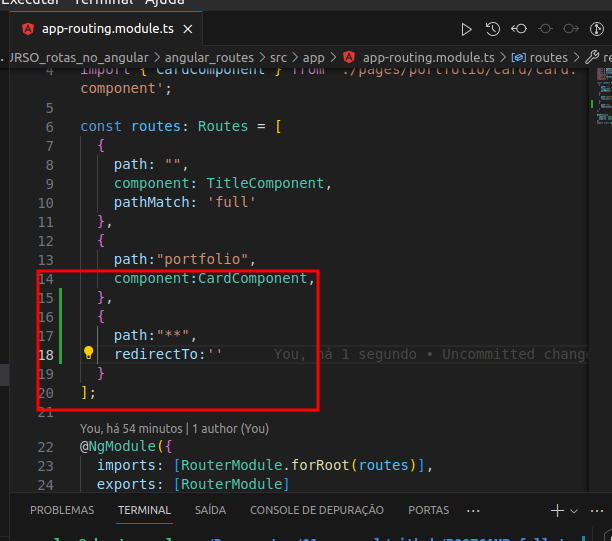 Executar Terminal Ajuda
app-routing.module.ts
JRSO_rotas_no_angular > angular_routes > src > app > app-routing.module.ts > routes >
4 import { CardComponent } from './pages/portfolio/card/card.
component';
5
6 const routes: Routes = [
7 {
8 path: "",
9 component: TitleComponent,
10 pathMatch: 'full'
11 },
12 {
13 path:"portfolio",
14 component:CardComponent,
15 },
16 {
17 path:"**",
18 redirectTo:'' You, há 1 segundo • Uncommitted change
19 }
20 ];
21
You, há 54 minutos | 1 author (You)
22 @NgModule({
23 imports: [RouterModule.forRoot(routes)],
24 exports: [RouterModule]
PROBLEMAS TERMINAL SAÍDA CONSOLE DE DEPURAÇÃO PORTAS ···